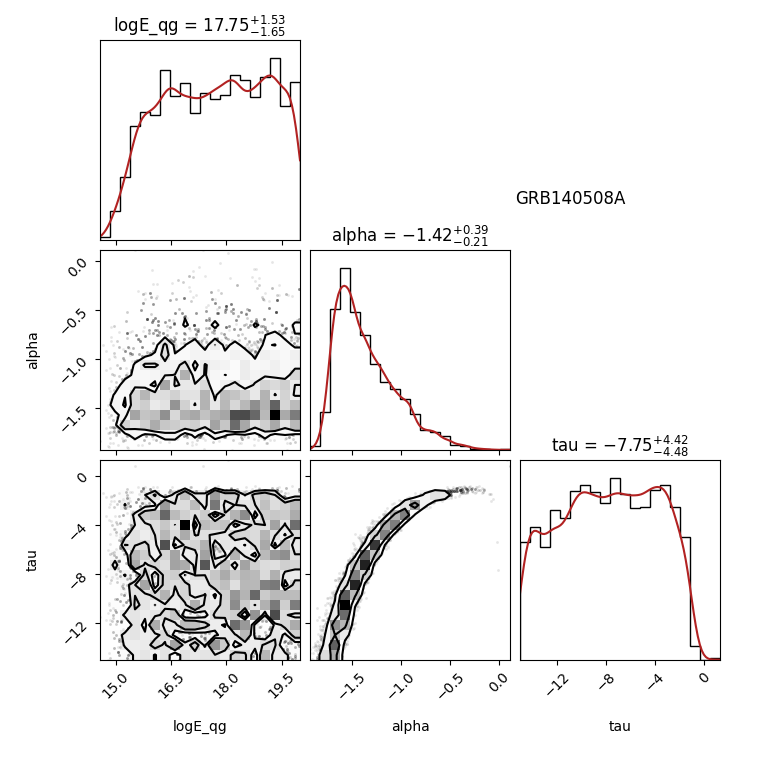 logE_qg = 17.75+1.53 −1.65
GRB140508A
alpha = −1.42+0.39 −0.21
0.0
−0.5
−1.0
−1.5
alpha
tau = −7.75+4.42 −4.48
0
−4
−8
−12
tau
15.0 16.5 18.0 19.5
−1.5 −1.0 −0.5 0.0
−12 −8 −4 0
logE_qg alpha tau